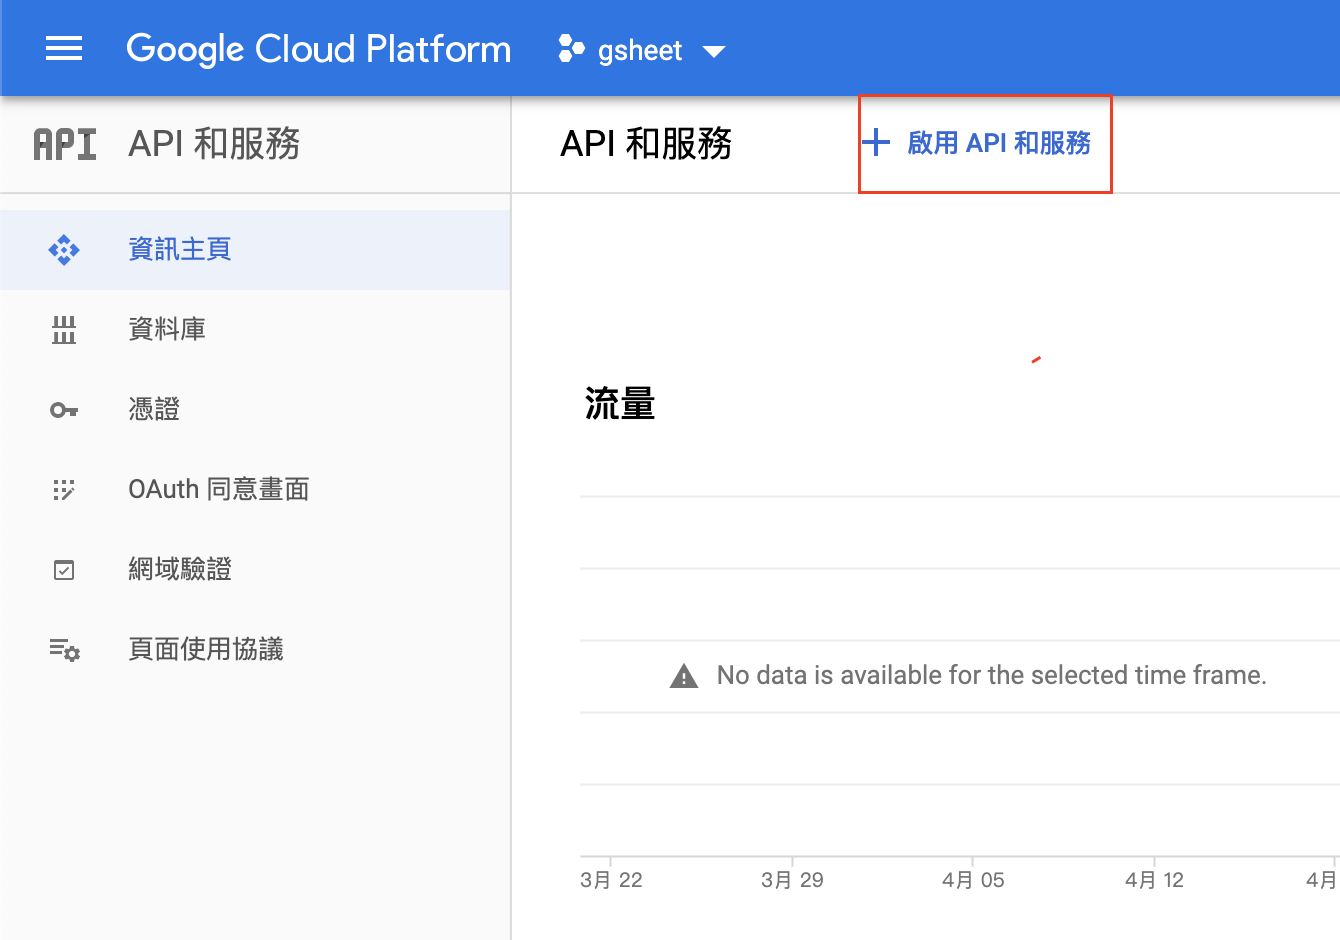 Google Cloud Platform
gsheet
API API 和服務
API 和服務
啟用 API 和服務
資訊主頁
資料庫
憑證
OAuth 同意畫面
網域驗證
頁面使用協議
流量
No data is available for the selected time frame.
3月 22
3月 29
4月 05
4月 12
4月